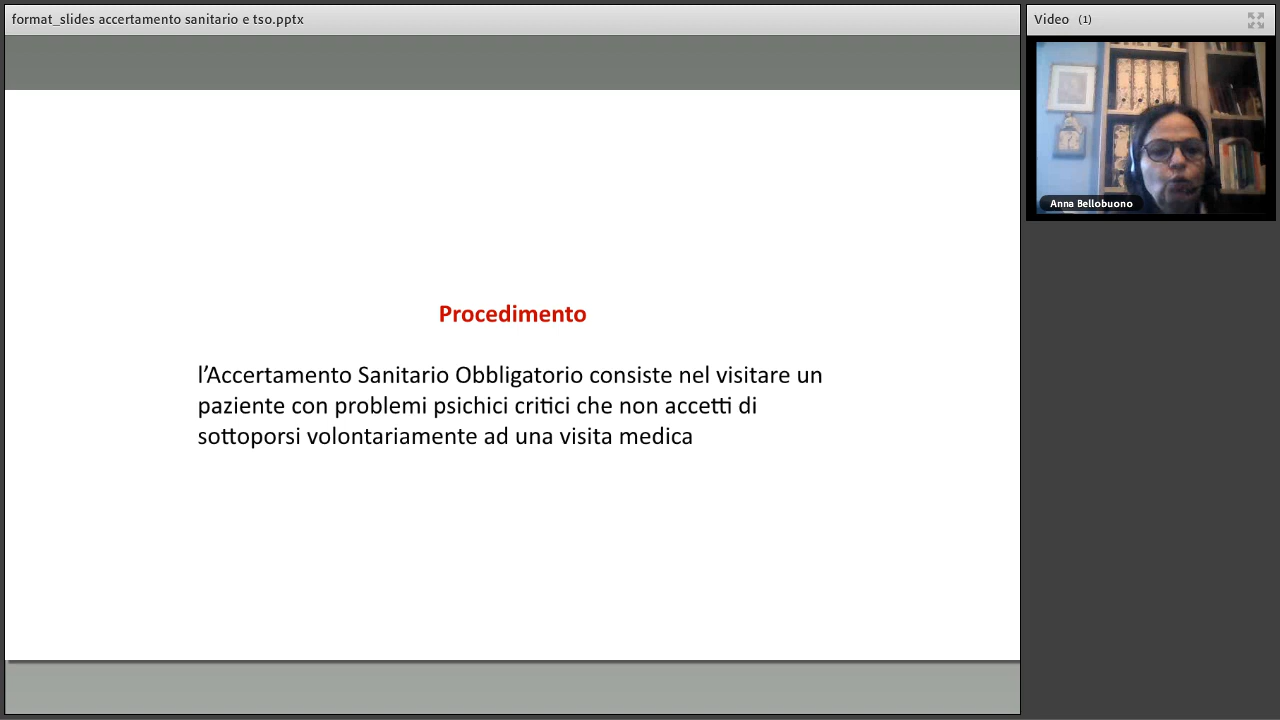 format_slides accertamento sanitario e tso.pptx
Video (1)
Anna Bellobuono
Procedimento
l’Accertamento Sanitario Obbligatorio consiste nel visitare un
paziente con problemi psichici critici che non accetti di
sottoporsi volontariamente ad una visita medica